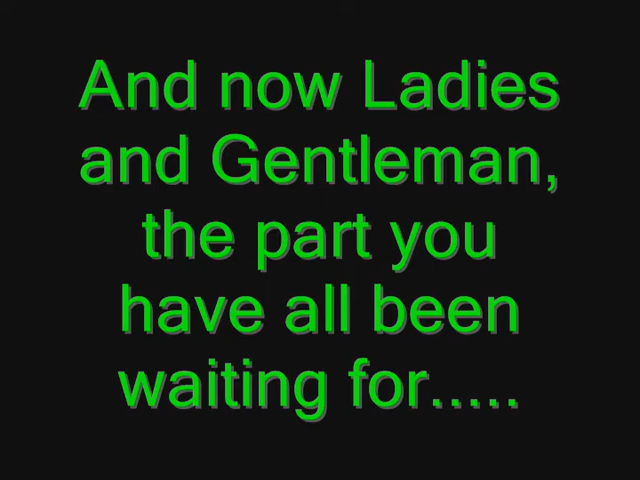 And now Ladies
and Gentleman,
the part you
have all been
waiting for.....